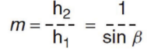 m = h₂ / h₁ = 1 / sin β